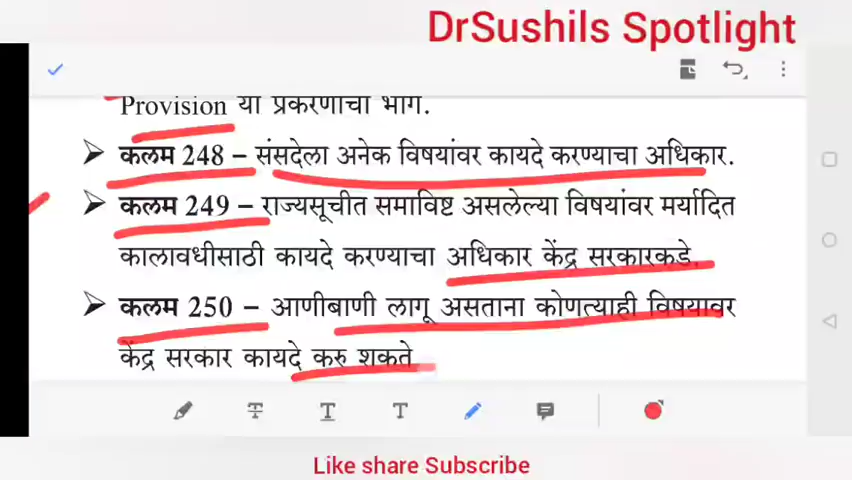 DrSushils Spotlight
Provision या प्रकरणाचा भाग.
➤ कलम 248 – संसदेला अनेक विषयांवर कायदे करण्याचा अधिकार.
➤ कलम 249 – राज्यसूचीत समाविष्ट असलेल्या विषयांवर मर्यादित
कालावधीसाठी कायदे करण्याचा अधिकार केंद्र सरकारकडे.
➤ कलम 250 – आणीबाणी लागू असताना कोणत्याही विषयावर
केंद्र सरकार कायदे करु शकते
T T T
Like share Subscribe